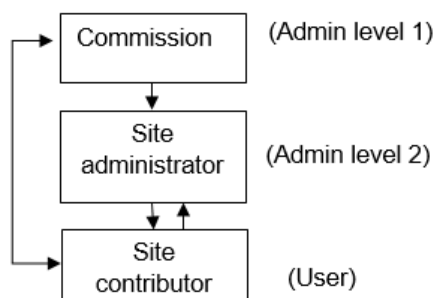 Commission (Admin level 1)
Site
administrator (Admin level 2)
Site
contributor (User)